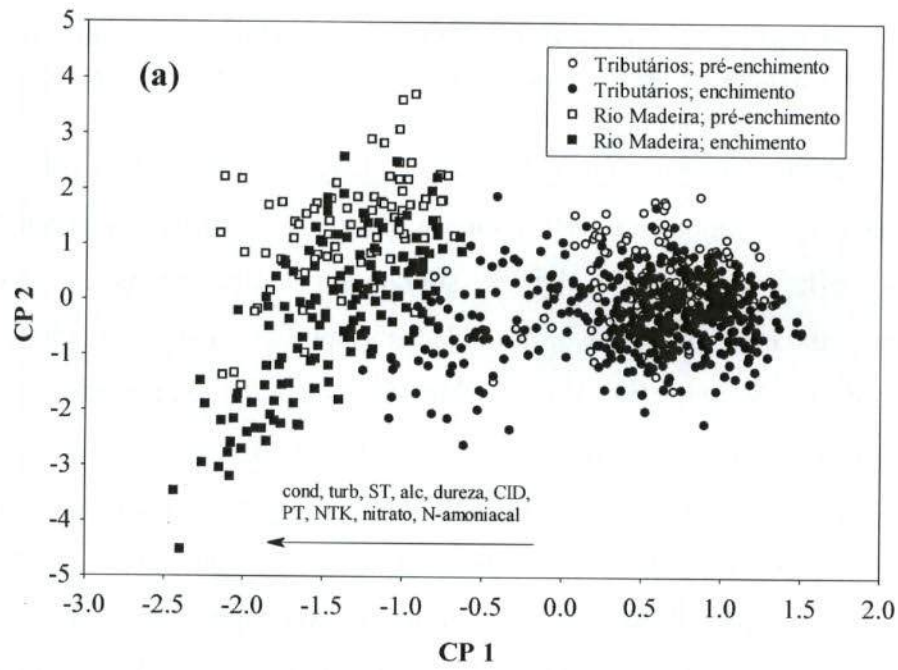 (a)
Tributários; pré-enchimento
Tributários; enchimento
Rio Madeira; pré-enchimento
Rio Madeira; enchimento
CP 2
5
4
3
2
1
0
-1
-2
-3
-4
-5
cond, turb, ST, alc, dureza, CID,
PT, NTK, nitrato, N-amoniacal
-3.0 -2.5 -2.0 -1.5 -1.0 -0.5 0.0 0.5 1.0 1.5 2.0
CP 1